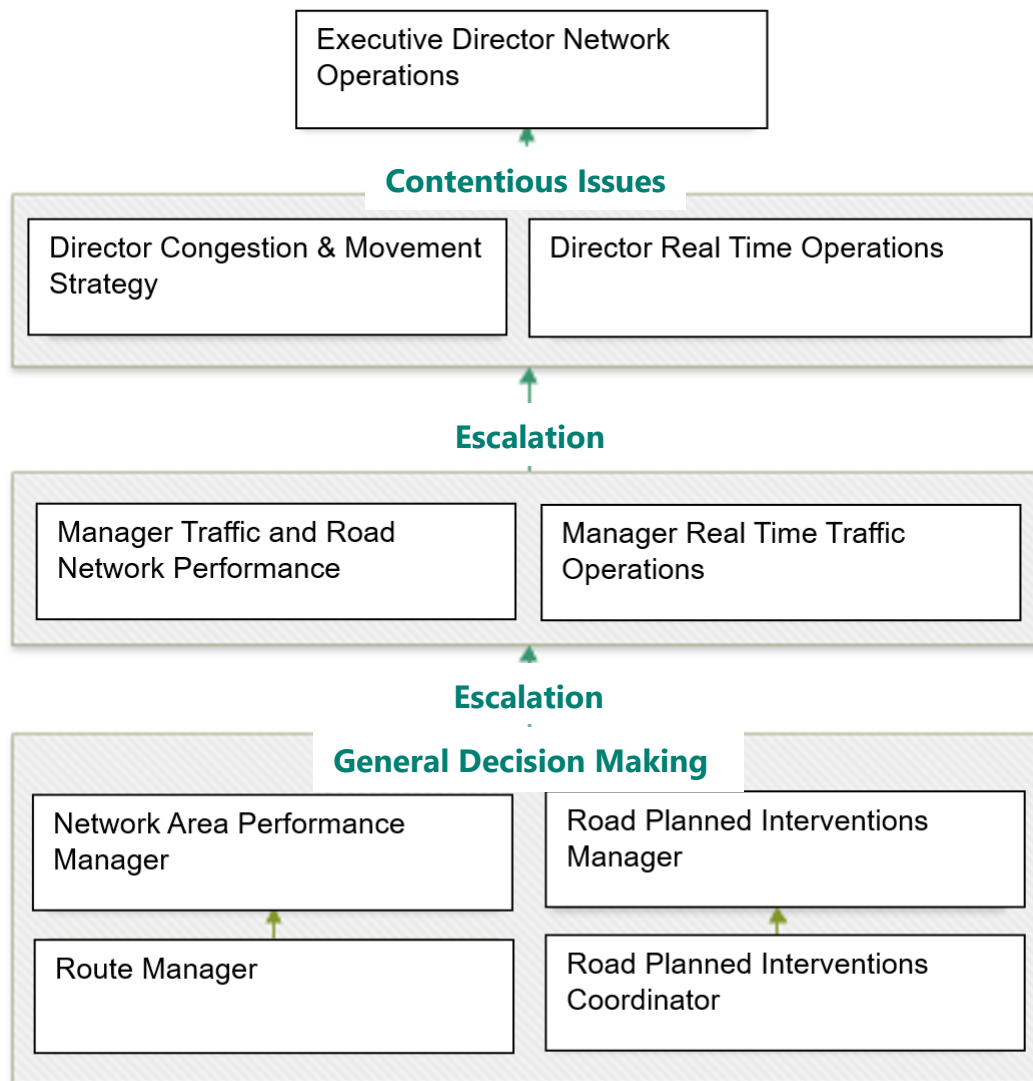 Executive Director Network
Operations
Contentious Issues
Director Congestion & Movement
Strategy
Director Real Time Operations
Escalation
Manager Traffic and Road
Network Performance
Manager Real Time Traffic
Operations
Escalation
General Decision Making
Network Area Performance
Manager
Road Planned Interventions
Manager
Route Manager
Road Planned Interventions
Coordinator